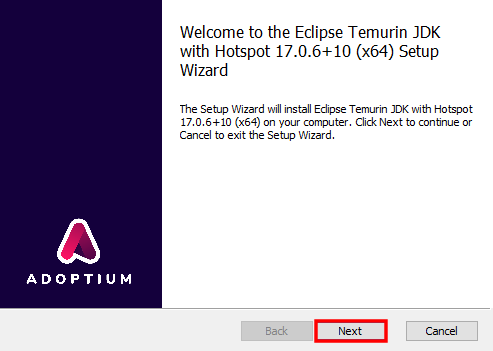 Welcome to the Eclipse Temurin JDK
with Hotspot 17.0.6+10 (x64) Setup
Wizard
The Setup Wizard will install Eclipse Temurin JDK with Hotspot
17.0.6+10 (x64) on your computer. Click Next to continue or
Cancel to exit the Setup Wizard.
ADOPTIUM
Back Next Cancel